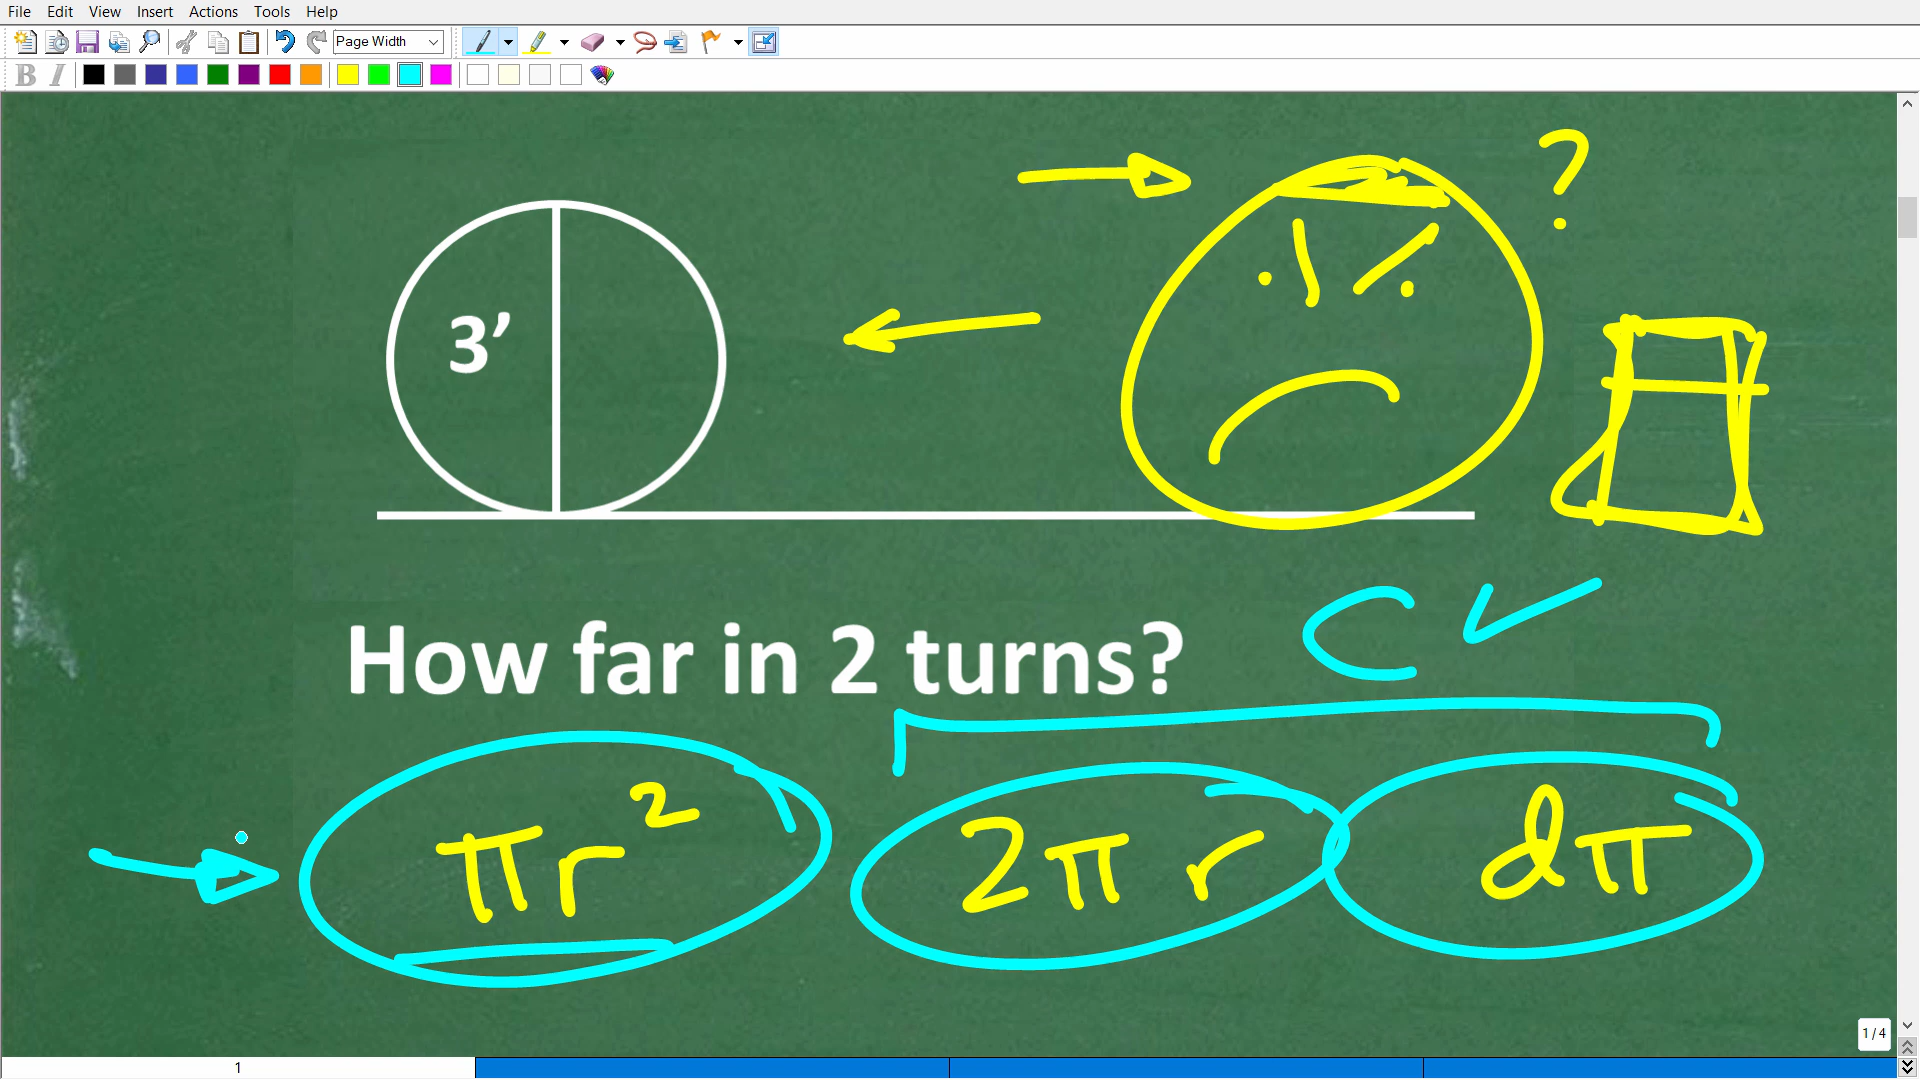 File Edit View Insert Actions Tools Help
Page Width
B I
?
3’
How far in 2 turns? C
πr² 2πr dπ
1 / 4
1